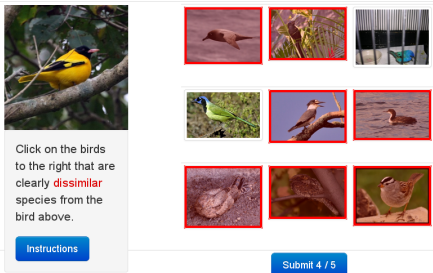 Click on the birds
to the right that are
clearly dissimilar
species from the
bird above.
Instructions
Submit 4 / 5